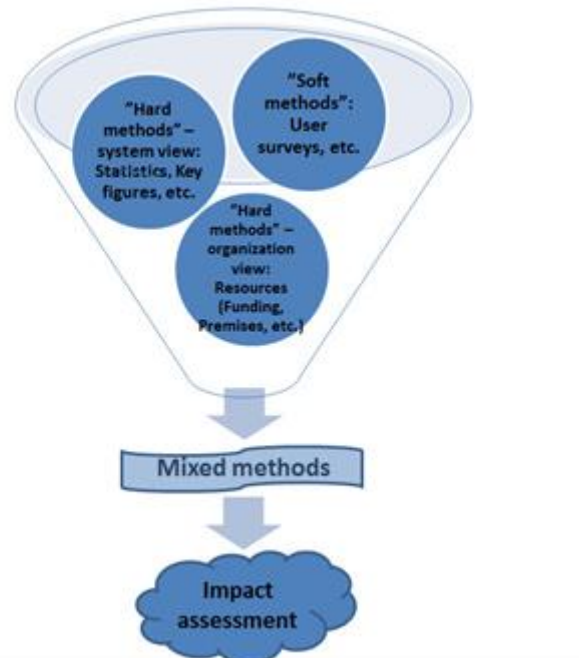 "Hard
methods" –
system view:
Statistics, Key
figures, etc.
"Soft
methods":
User
surveys, etc.
"Hard
methods" –
organization
view:
Resources
(Funding,
Premises, etc.)
Mixed methods
Impact
assessment